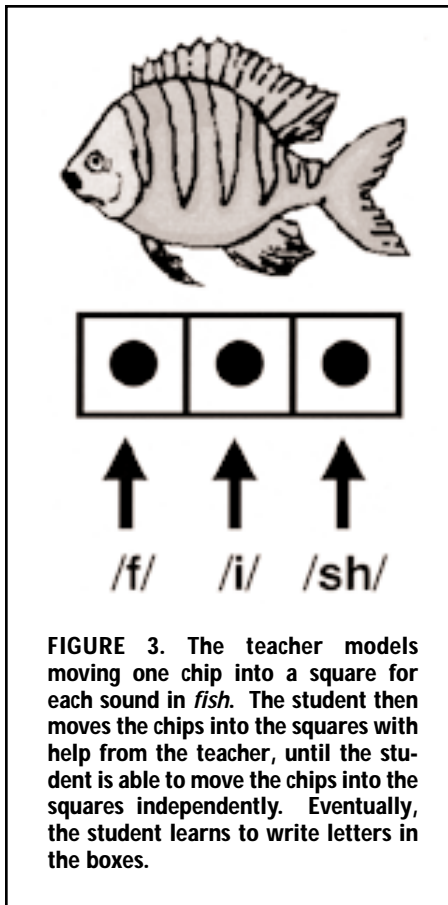 /f/ /i/ /sh/
FIGURE 3. The teacher models
moving one chip into a square for
each sound in fish. The student then
moves the chips into the squares with
help from the teacher, until the stu-
dent is able to move the chips into the
squares independently. Eventually,
the student learns to write letters in
the boxes.